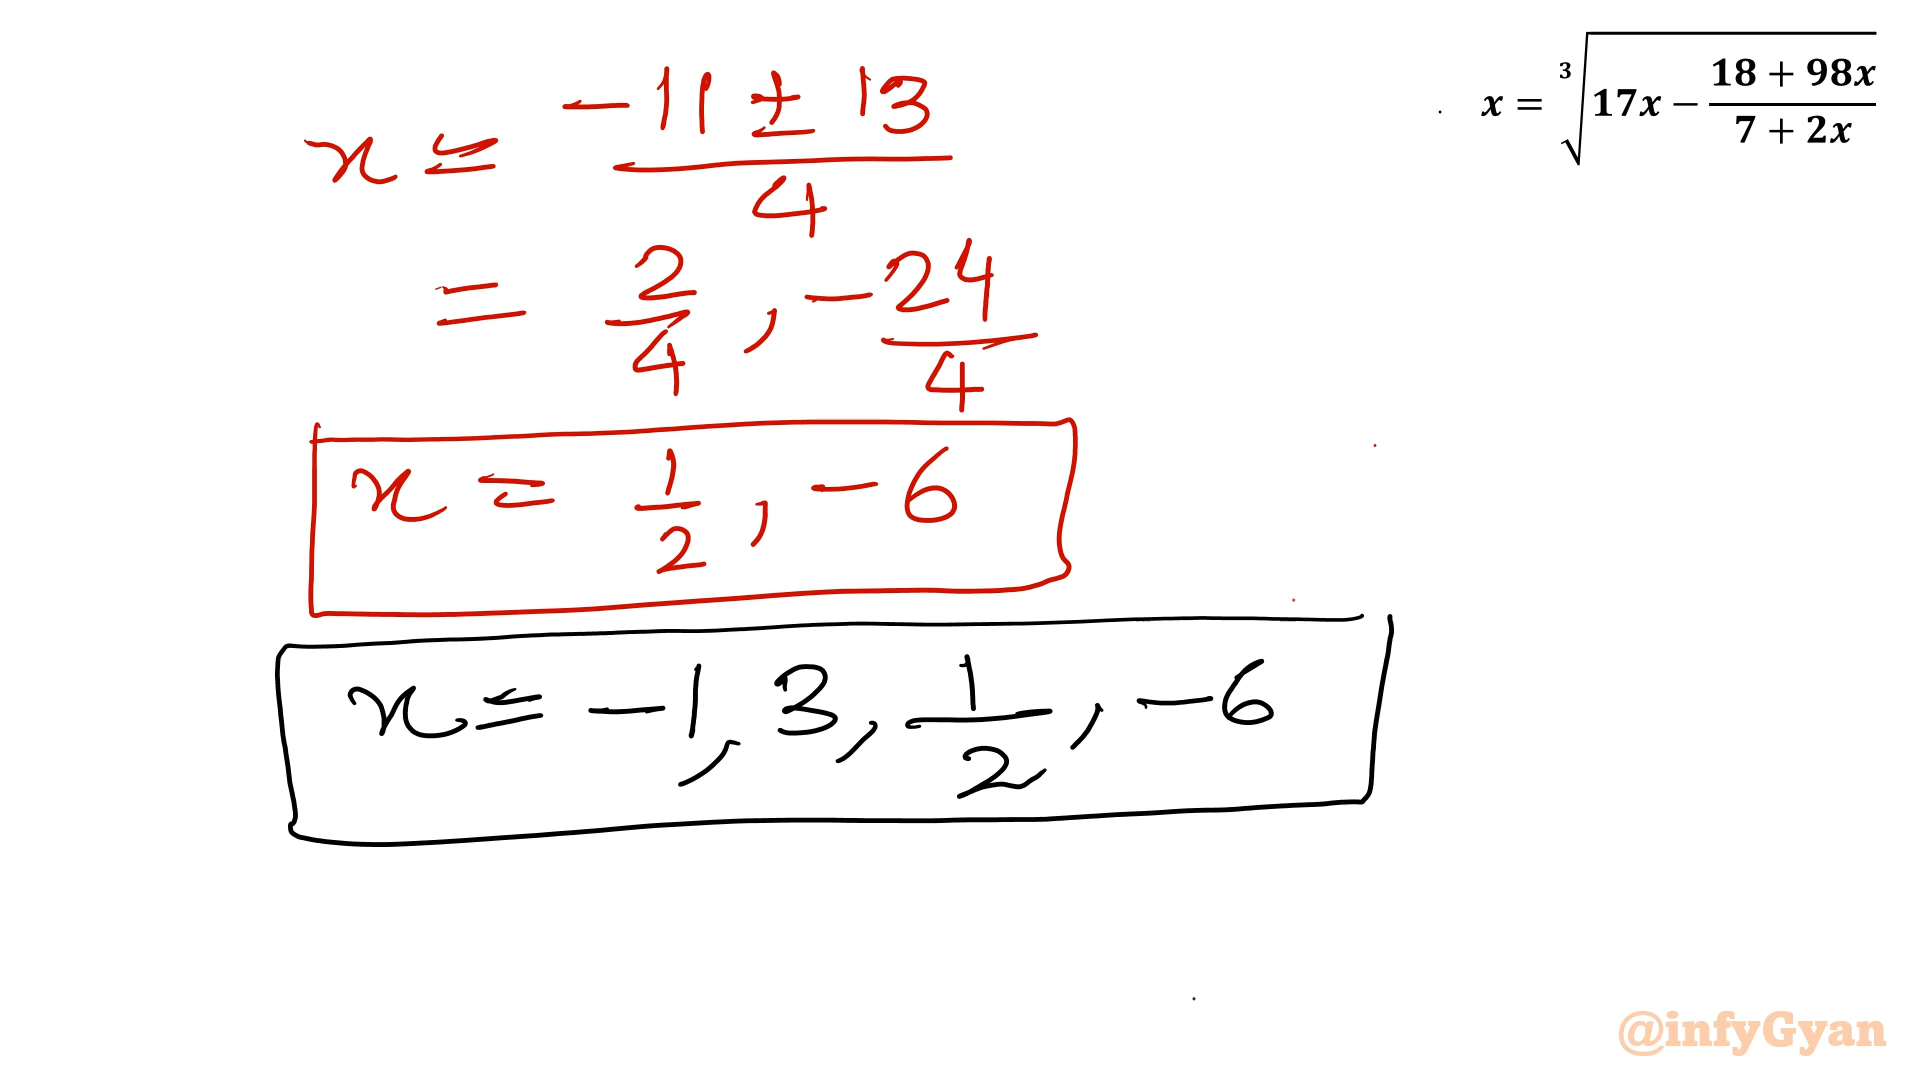 x = (-11 ± 13)/4
= 2/4, -24/4
x = 1/2, -6
x = -1, 3, 1/2, -6
x = ∛(17x − (18 + 98x)/(7 + 2x))
@infyGyan